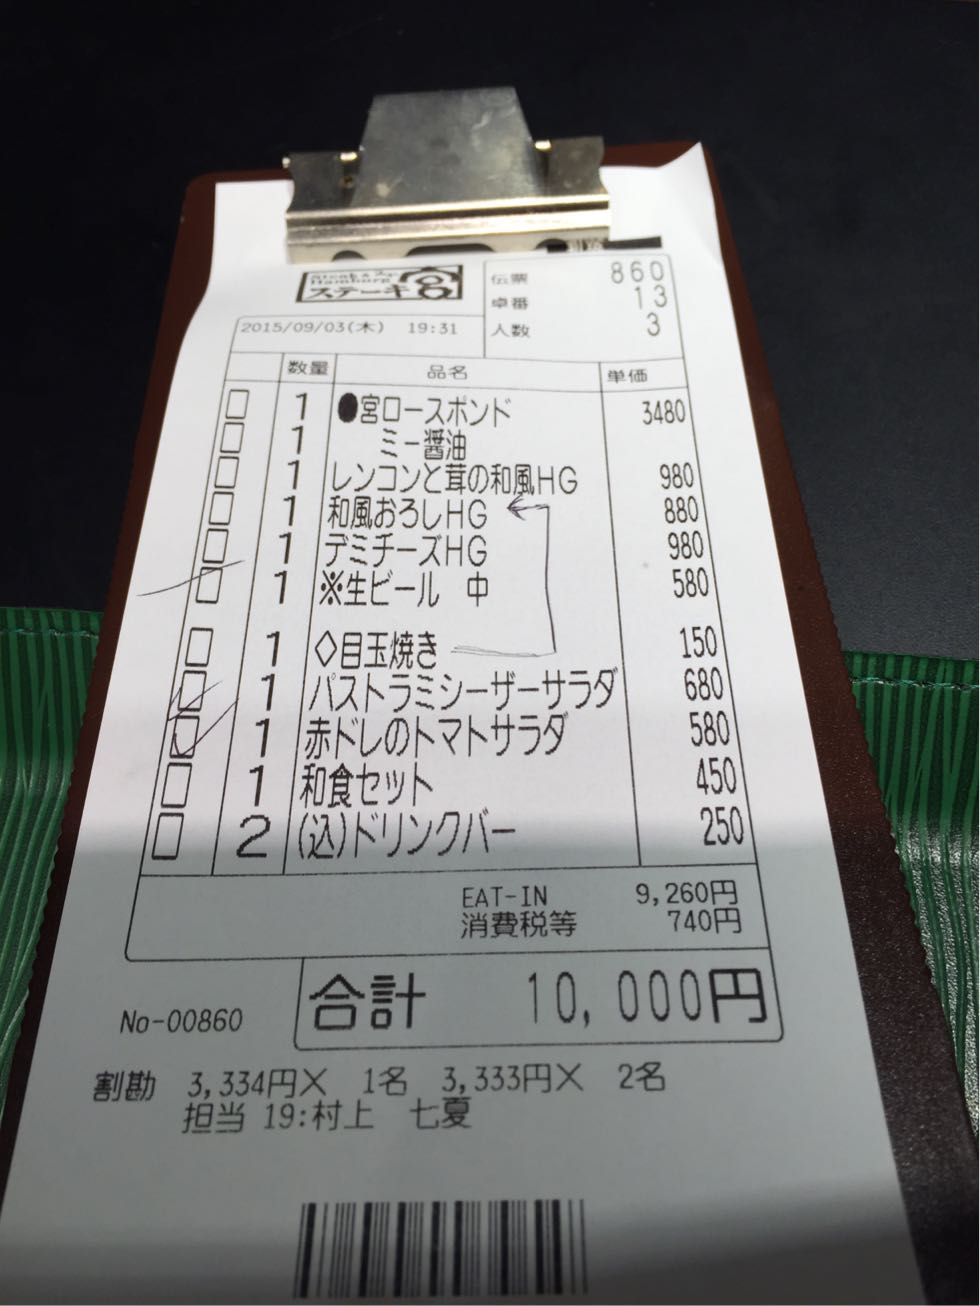 伝票 860
Steak &
Hamburg
ステーキ宮
卓番 13
2015/09/03(木) 19:31
人数 3
数量 品名 単価
1 ●宮ロースポンド 3480
1 ミー醤油
1 レンコンと茸の和風HG 980
1 和風おろしHG 880
1 デミチーズHG 980
1 ※生ビール 中 580
1 ◇目玉焼き 150
1 パストラミシーザーサラダ 680
1 赤ドレのトマトサラダ 580
1 和食セット 450
2 (込)ドリンクバー 250
EAT-IN 9,260円
消費税等 740円
合計 10,000円
No-00860
割勘 3,334円× 1名 3,333円× 2名
担当 19:村上 七夏